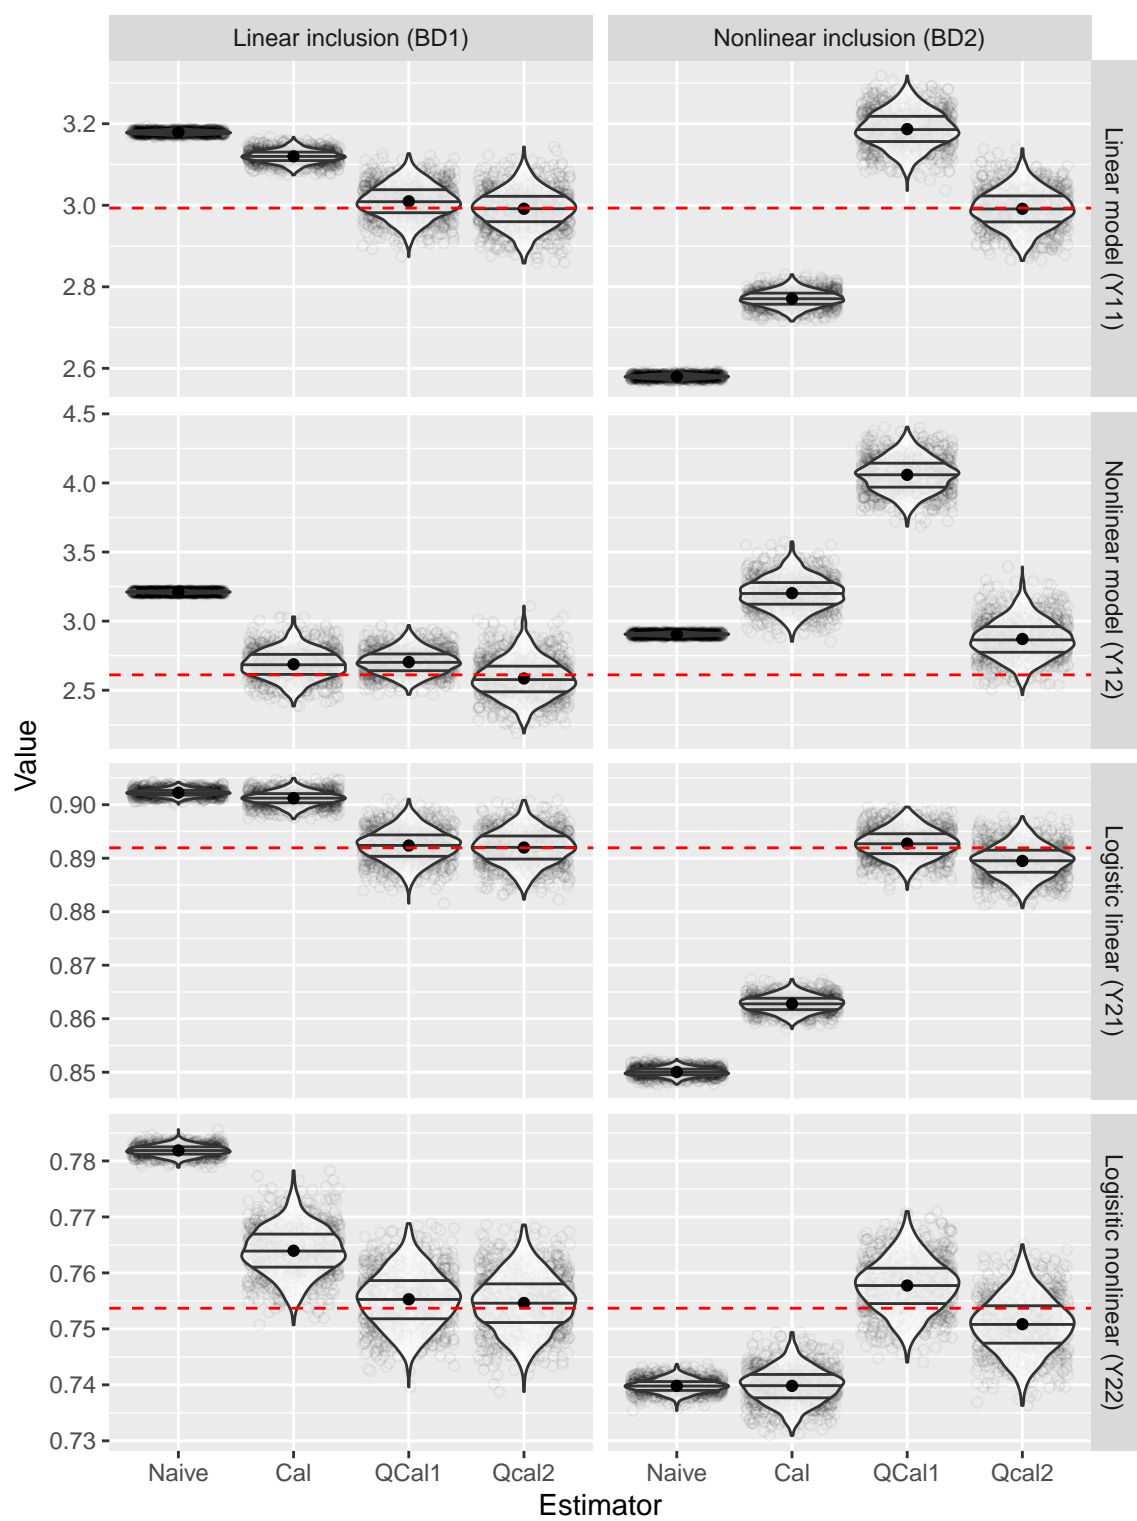 Linear inclusion (BD1)
Nonlinear inclusion (BD2)
3.2
3.0
2.8
2.6
Linear model (Y11)
4.5
4.0
3.5
3.0
2.5
Nonlinear model (Y12)
Value
0.90
0.89
0.88
0.87
0.86
0.85
Logistic linear (Y21)
0.78
0.77
0.76
0.75
0.74
0.73
Logisitic nonlinear (Y22)
Naive
Cal
QCal1
Qcal2
Naive
Cal
QCal1
Qcal2
Estimator